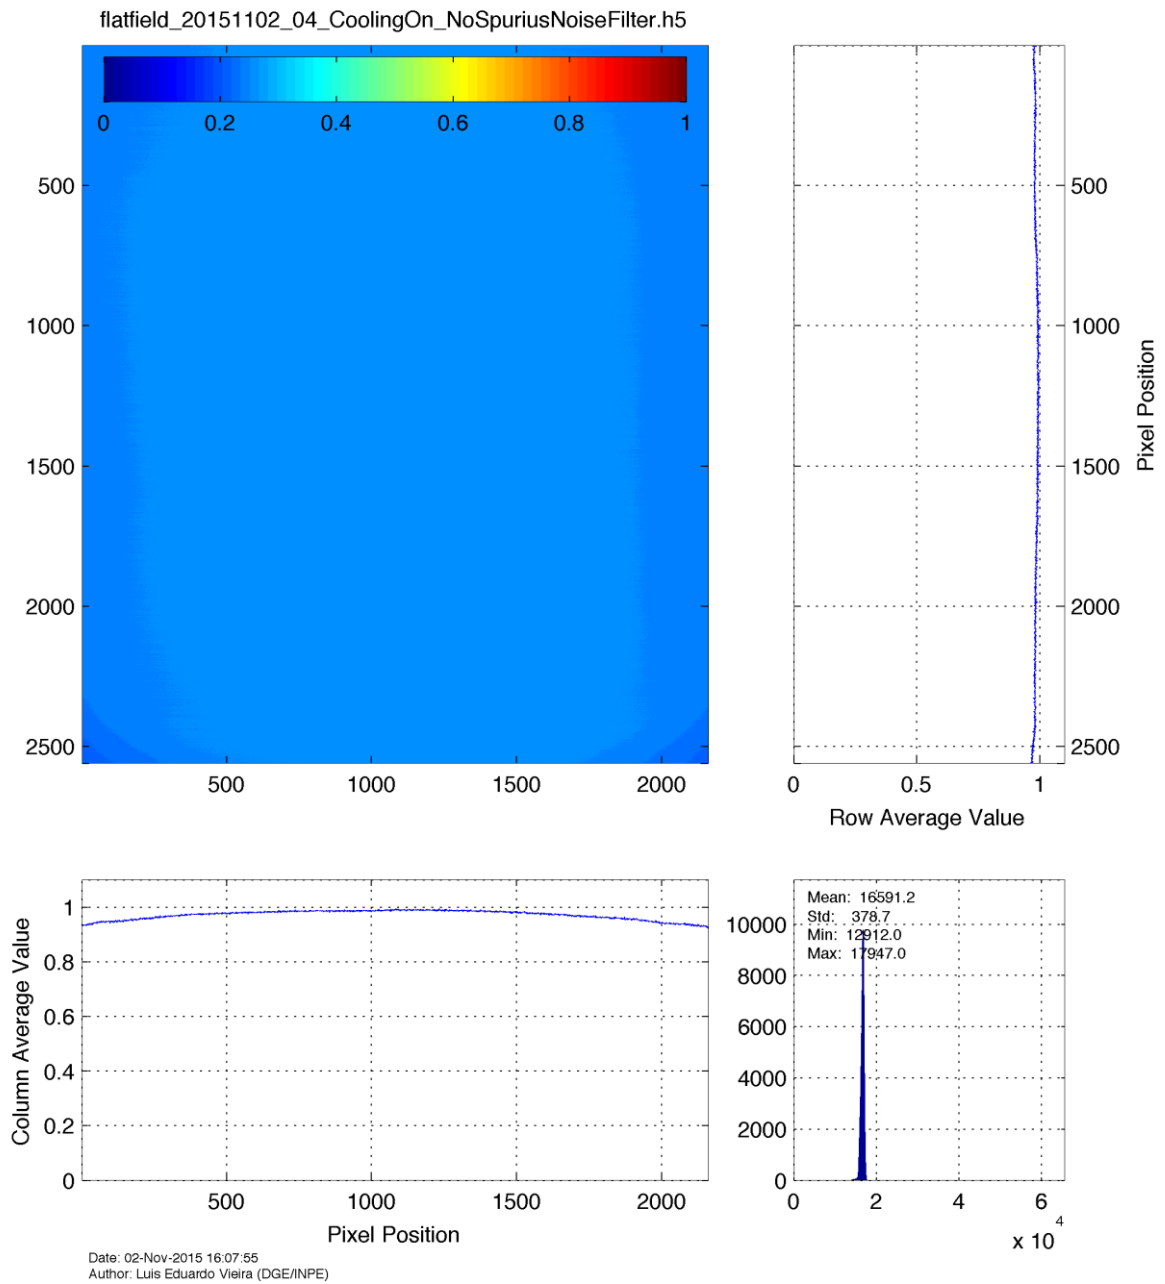 flatfield_20151102_04_CoolingOn_NoSpuriusNoiseFilter.h5
0 0.2 0.4 0.6 0.8 1
500
1000
1500
2000
2500
500 1000 1500 2000
500
1000
1500
2000
2500
Pixel Position
0 0.5 1
Row Average Value
1
0.8
0.6
0.4
0.2
0
Column Average Value
500 1000 1500 2000
Pixel Position
Mean: 16591.2
Std: 378.7
Min: 12912.0
Max: 17947.0
10000
8000
6000
4000
2000
0
0 2 4 6
x 10^4
Date: 02-Nov-2015 16:07:55
Author: Luis Eduardo Vieira (DGE/INPE)